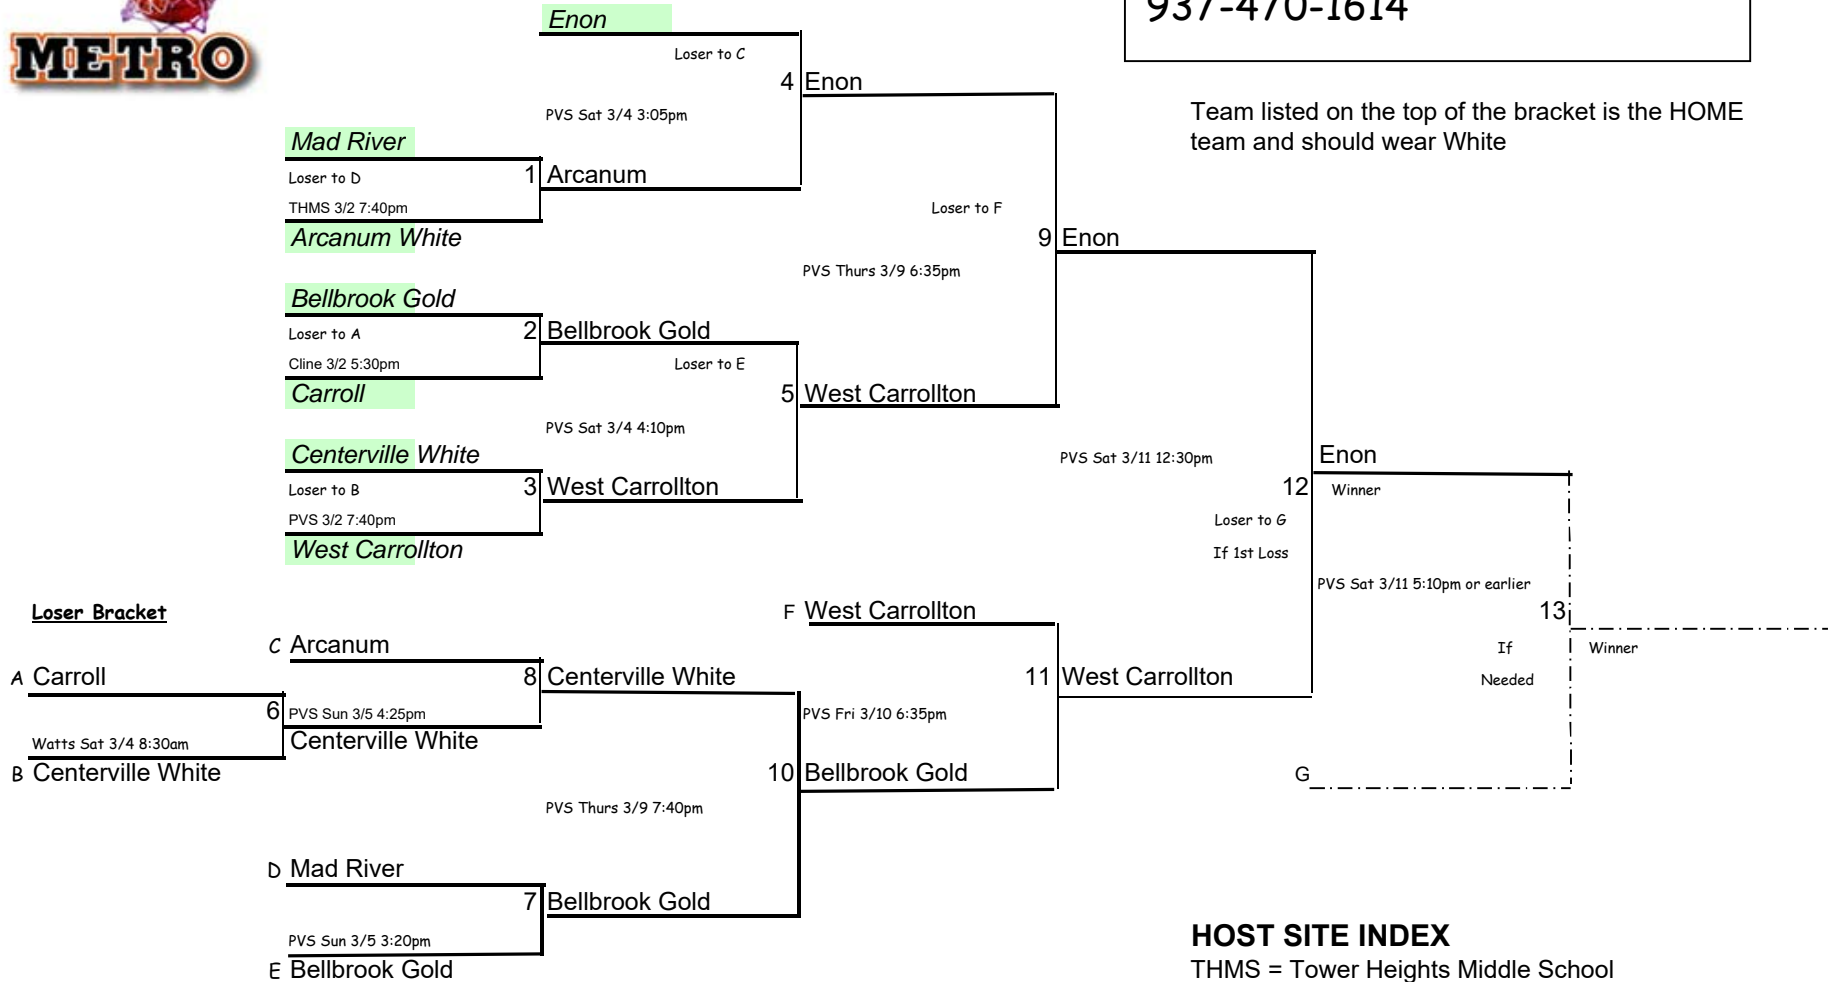 METRO
937-470-1614
Team listed on the top of the bracket is the HOME
team and should wear White
Enon
Loser to C
4 Enon
PVS Sat 3/4 3:05pm
Mad River
Loser to D
1 Arcanum
THMS 3/2 7:40pm
Arcanum White
Loser to F
9 Enon
PVS Thurs 3/9 6:35pm
Bellbrook Gold
Loser to A
2 Bellbrook Gold
Cline 3/2 5:30pm
Loser to E
Carroll
5 West Carrollton
PVS Sat 3/4 4:10pm
Centerville White
Loser to B
3 West Carrollton
PVS 3/2 7:40pm
West Carrollton
PVS Sat 3/11 12:30pm
Enon
12 Winner
Loser to G
If 1st Loss
PVS Sat 3/11 5:10pm or earlier
13
If
Needed
Winner
G
Loser Bracket
F West Carrollton
C Arcanum
A Carroll
8 Centerville White
11 West Carrollton
6 PVS Sun 3/5 4:25pm
PVS Fri 3/10 6:35pm
Watts Sat 3/4 8:30am
Centerville White
B Centerville White
10 Bellbrook Gold
PVS Thurs 3/9 7:40pm
D Mad River
7 Bellbrook Gold
PVS Sun 3/5 3:20pm
E Bellbrook Gold
HOST SITE INDEX
THMS = Tower Heights Middle School